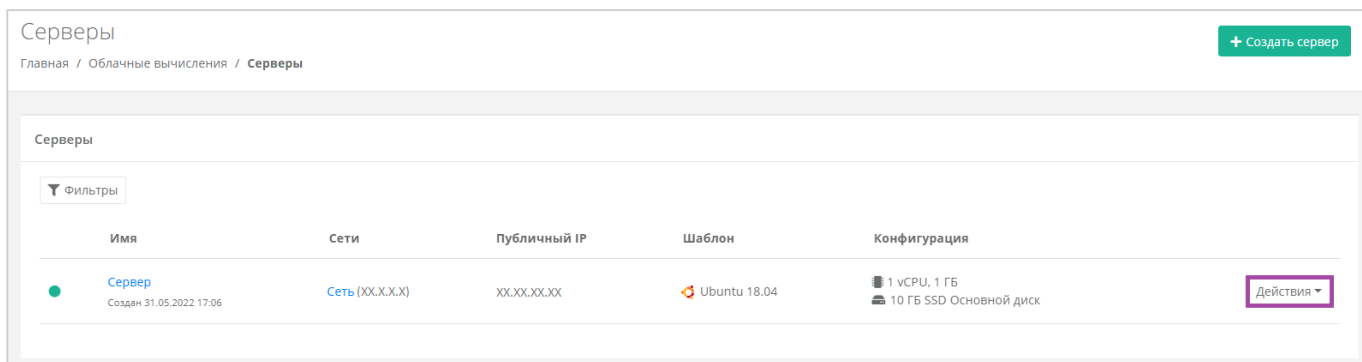 Серверы
+ Создать сервер
Главная / Облачные вычисления / Серверы
Серверы
Фильтры
Имя Сети Публичный IP Шаблон Конфигурация
Сервер Сеть (XX.X.X.X) XX.XX.XX.XX Ubuntu 18.04 1 vCPU, 1 ГБ Действия
Создан 31.05.2022 17:06 10 ГБ SSD Основной диск